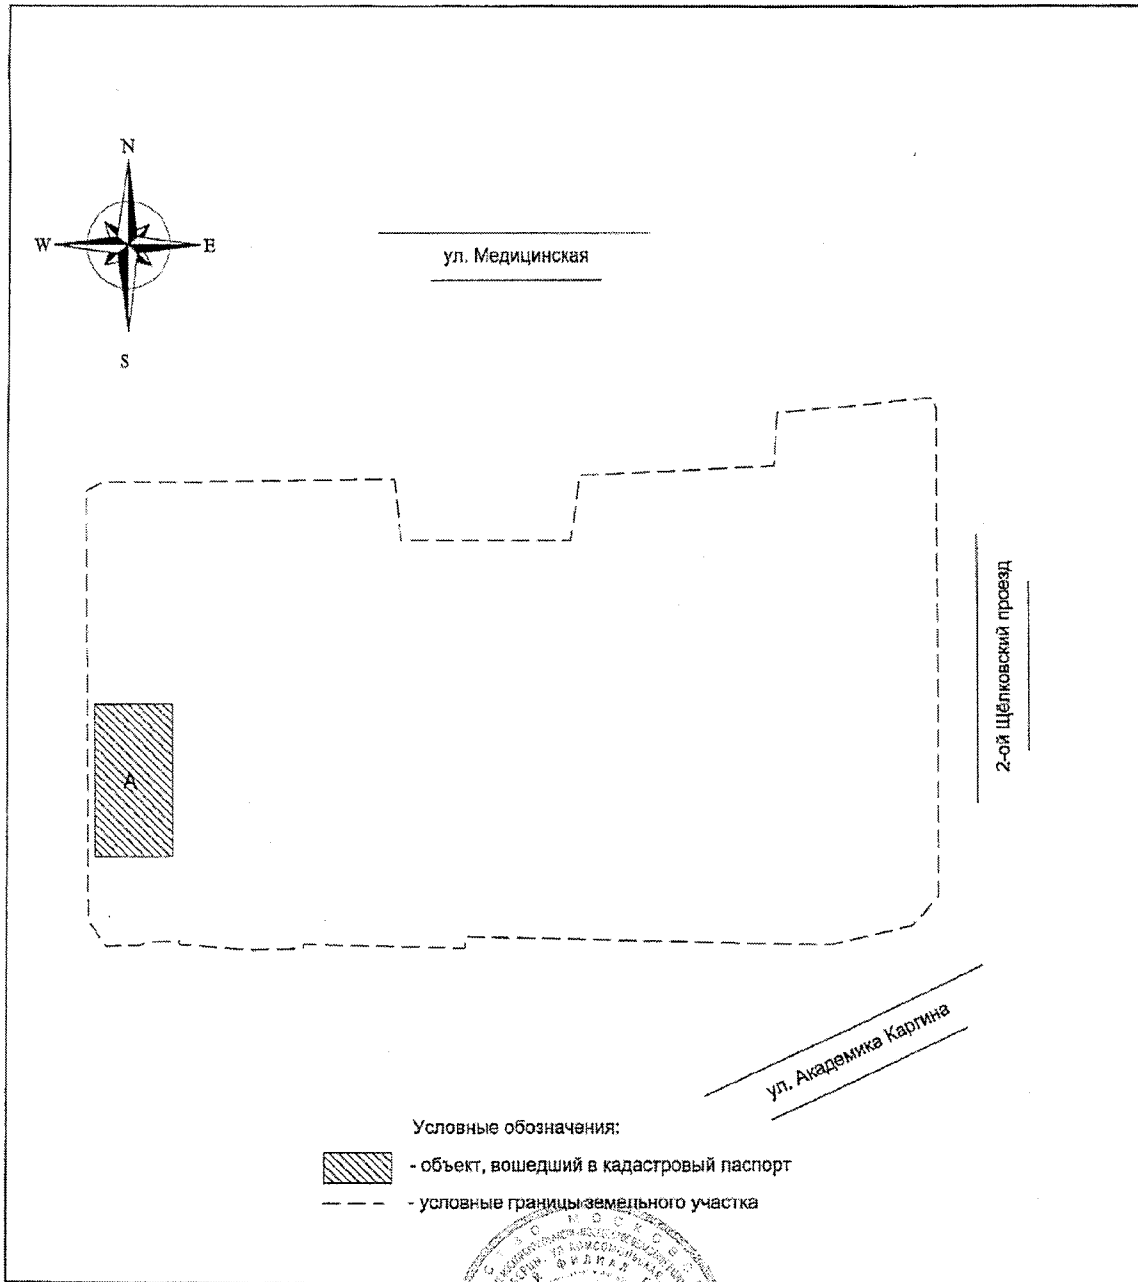 N
W E
S
ул. Медицинская
2-ой Щёлковский проезд
А
ул. Академика Каргина
Условные обозначения:
- объект, вошедший в кадастровый паспорт
- условные границы земельного участка
ФИЛИАЛ